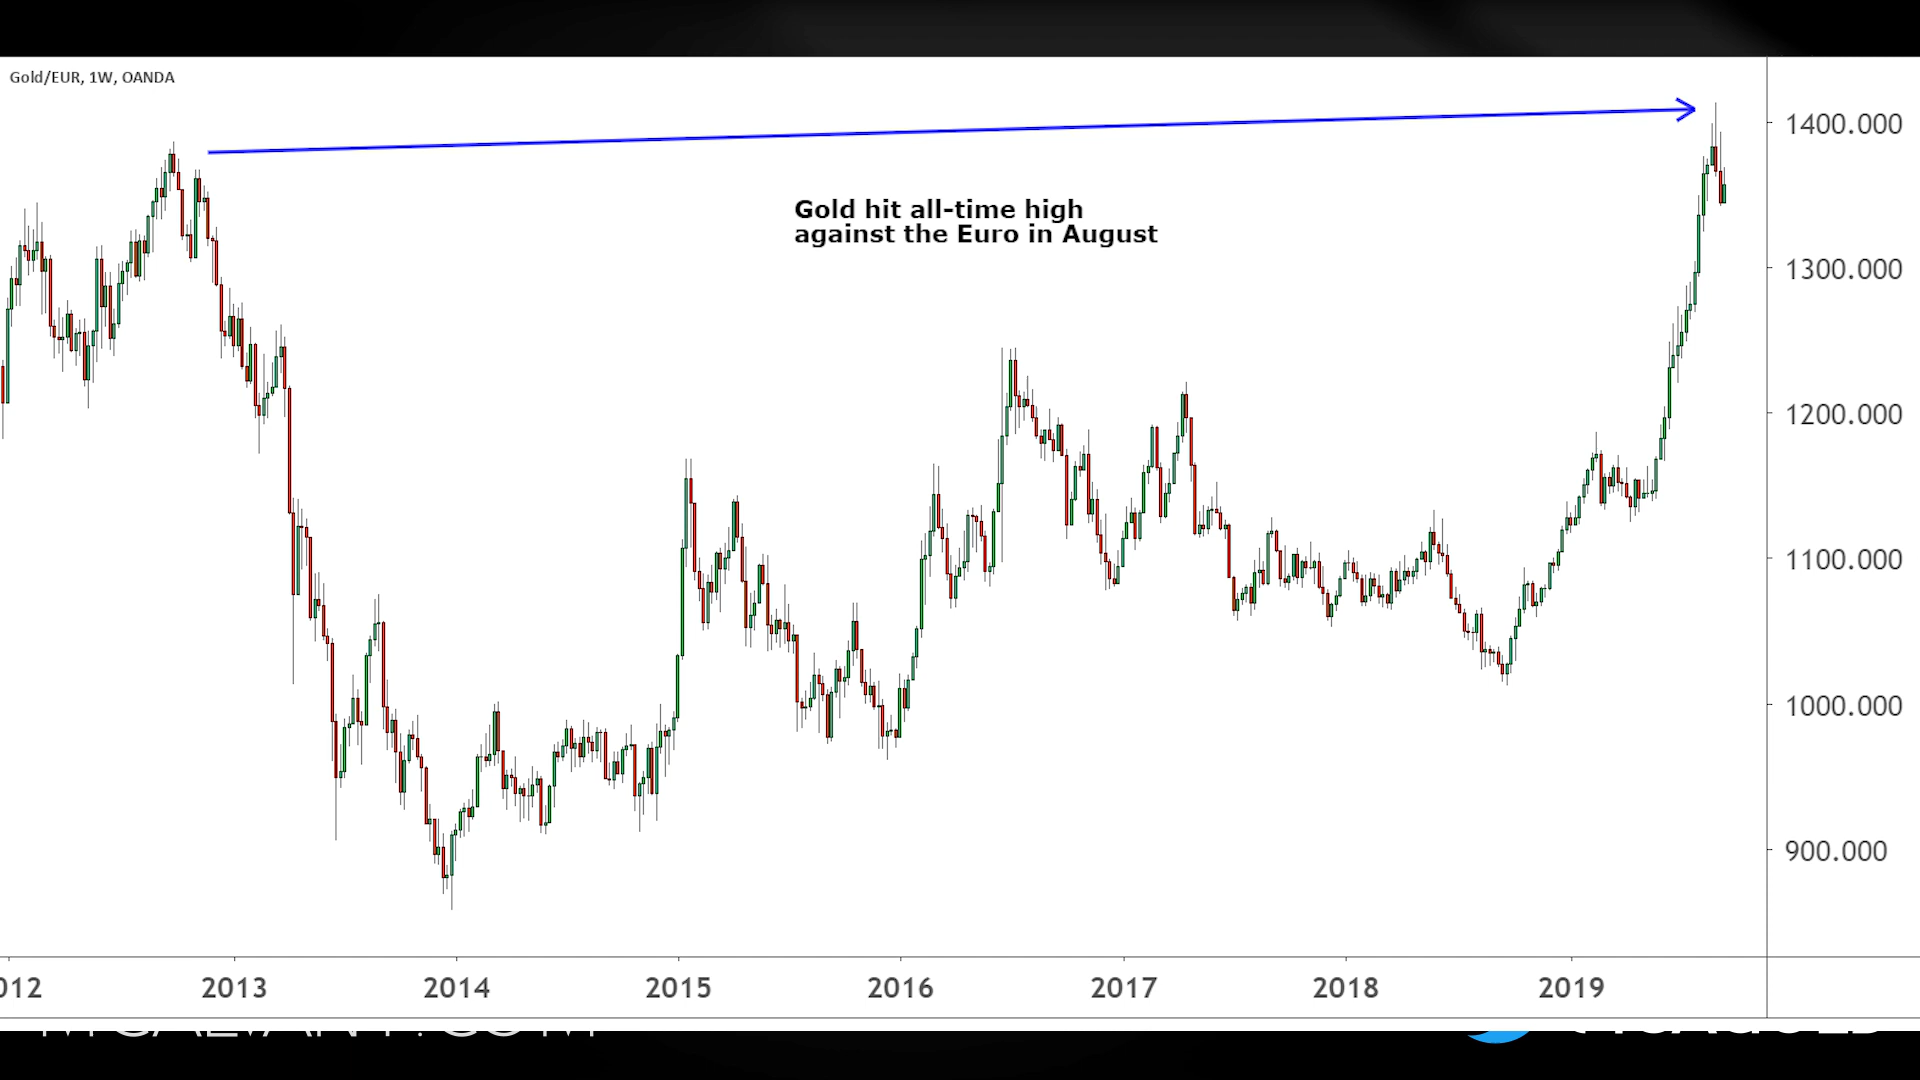 Gold/EUR, 1W, OANDA
Gold hit all-time high
against the Euro in August
1400.000
1300.000
1200.000
1100.000
1000.000
900.000
012 2013 2014 2015 2016 2017 2018 2019